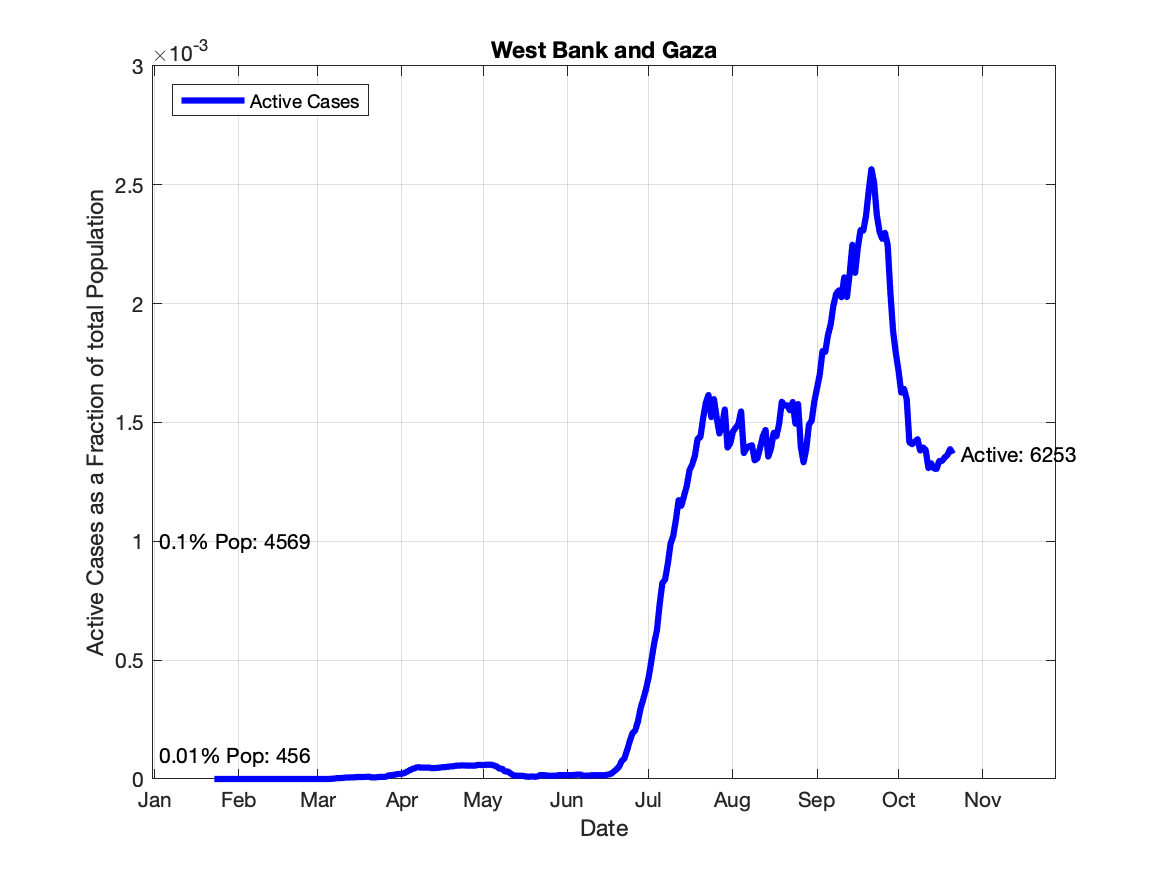 West Bank and Gaza
×10-3
Active Cases
Active Cases as a Fraction of total Population
3
2.5
2
1.5
1
0.5
0
0.1% Pop: 4569
0.01% Pop: 456
Active: 6253
Jan Feb Mar Apr May Jun Jul Aug Sep Oct Nov
Date